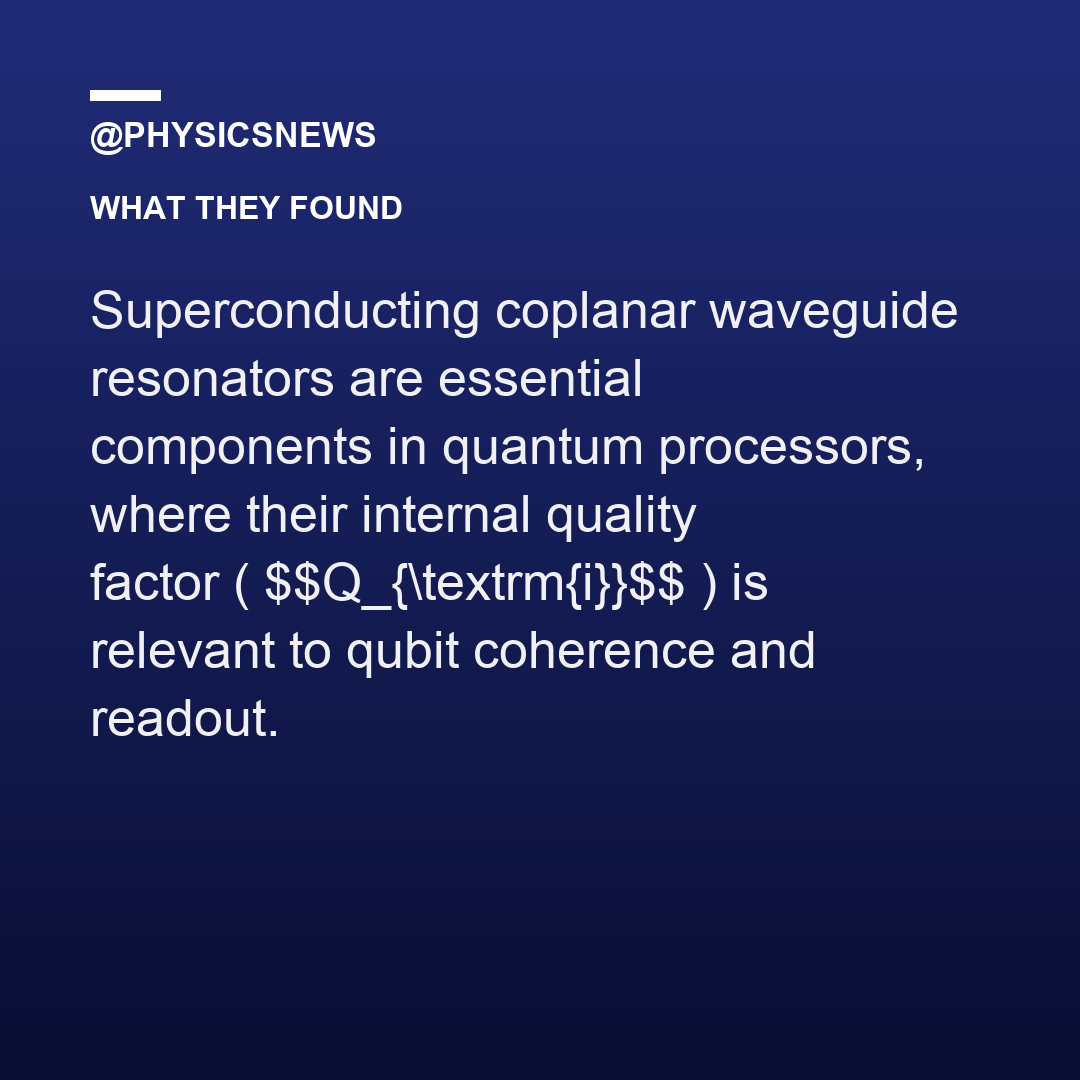 @PHYSICSNEWS
WHAT THEY FOUND
Superconducting coplanar waveguide
resonators are essential
components in quantum processors,
where their internal quality
factor ( $$Q_{\textrm{i}}$$ ) is
relevant to qubit coherence and
readout.